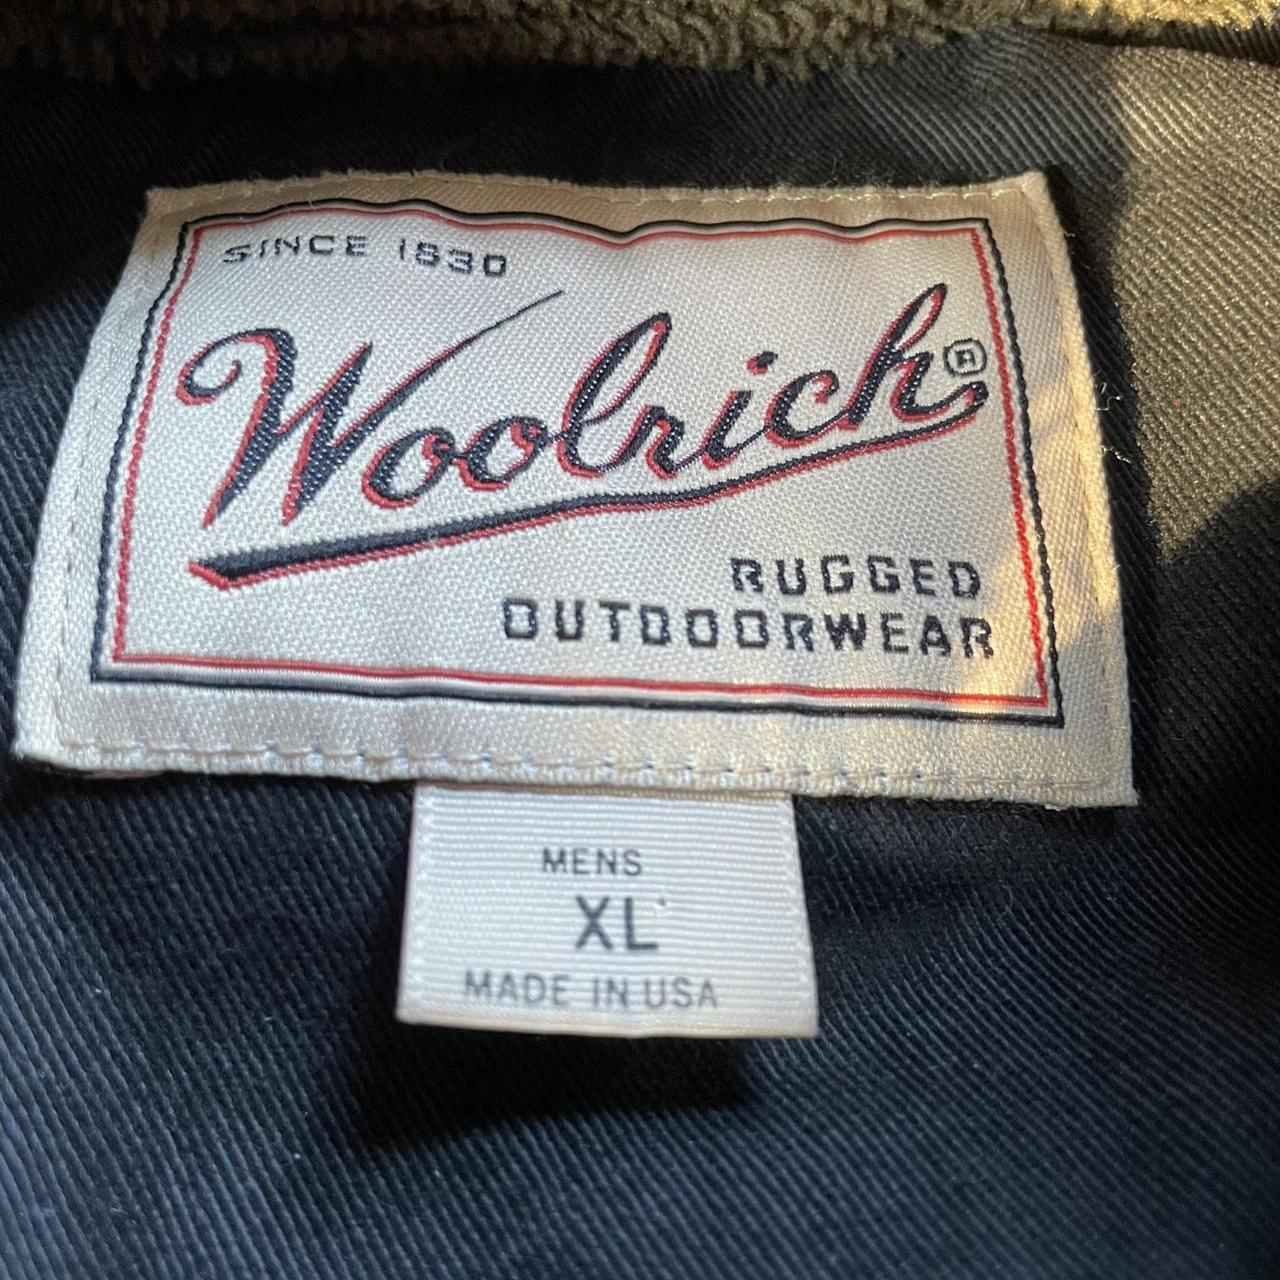 SINCE 1830
Woolrich®
RUGGED
OUTDOORWEAR
MENS
XL
MADE IN USA